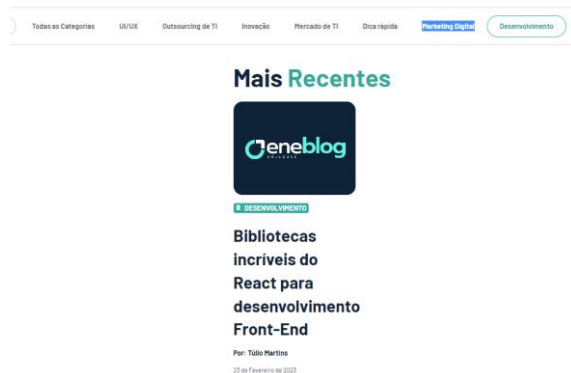 Todas as Categorias UI/UX Outsourcing de TI Inovação Mercado de TI Dica rápida Marketing Digital Desenvolvimento
Mais Recentes
eneblog
DESENVOLVIMENTO
Bibliotecas
incríveis do
React para
desenvolvimento
Front-End
Por: Túlio Martins
23 de Fevereiro de 2023